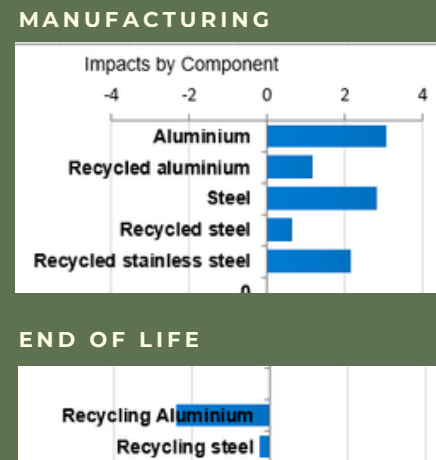 MANUFACTURING
Impacts by Component
-4 -2 0 2 4
Aluminium
Recycled aluminium
Steel
Recycled steel
Recycled stainless steel
END OF LIFE
Recycling Aluminium
Recycling steel